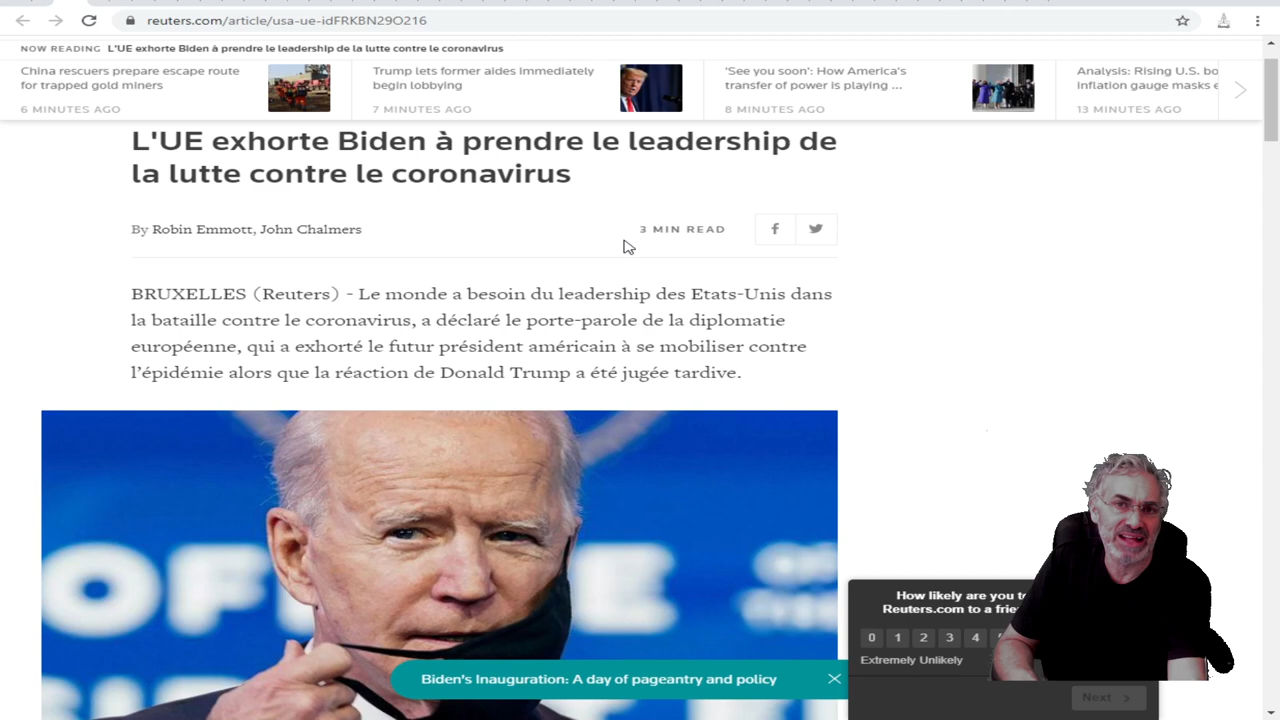 reuters.com/article/usa-ue-idFRKBN29O216
NOW READING L'UE exhorte Biden à prendre le leadership de la lutte contre le coronavirus
China rescuers prepare escape route
for trapped gold miners
6 MINUTES AGO
Trump lets former aides immediately
begin lobbying
7 MINUTES AGO
'See you soon': How America's
transfer of power is playing ...
8 MINUTES AGO
Analysis: Rising U.S. bo
inflation gauge masks e
13 MINUTES AGO
L'UE exhorte Biden à prendre le leadership de
la lutte contre le coronavirus
By Robin Emmott, John Chalmers
3 MIN READ
BRUXELLES (Reuters) - Le monde a besoin du leadership des Etats-Unis dans
la bataille contre le coronavirus, a déclaré le porte-parole de la diplomatie
européenne, qui a exhorté le futur président américain à se mobiliser contre
l’épidémie alors que la réaction de Donald Trump a été jugée tardive.
Biden's Inauguration: A day of pageantry and policy
How likely are you to
Reuters.com to a frie
0 1 2 3 4
Extremely Unlikely
Next